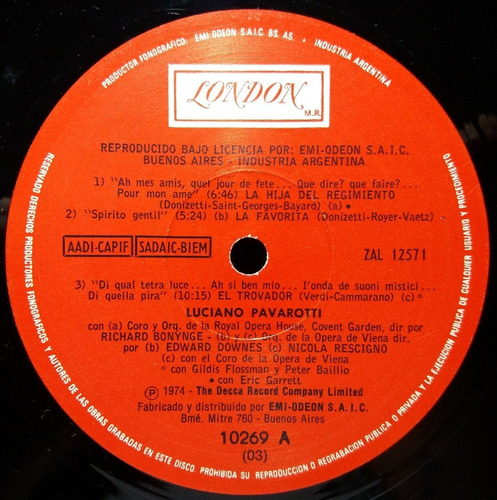 PRODUCTOR FONOGRAFICO: EMI ODEON S.A.I.C. BS. AS. • INDUSTRIA ARGENTINA
LONDON
M.R.
REPRODUCIDO BAJO LICENCIA POR: EMI-ODEON S.A.I.C.
BUENOS AIRES - INDUSTRIA ARGENTINA
1) "Ah mes amis, quel jour de fete... Que dire? que faire?...
Pour mon ame" (6:46) LA HIJA DEL REGIMIENTO
(Donizetti-Saint-Georges-Bayard) (a) •
2) "Spirito gentil" (5:24) (b) LA FAVORITA (Donizetti-Royer-Vaetz)
AADI-CAPIF SADAIC-BIEM
ZAL 12571
3) "Di qual tetra luce... Ah si ben mio... l'onda de suoni mistici...
Di quella pira" (10:15) EL TROVADOR (Verdi-Cammarano) (c) °
LUCIANO PAVAROTTI
con (a) Coro y Orq. de la Royal Opera House, Covent Garden, dir por
RICHARD BONYNGE - (b) y (c) Orq. de la Opera de Viena dir.
por (b) EDWARD DOWNES (c) NICOLA RESCIGNO
(c) con el Coro de la Opera de Viena
° con Gildis Flossman y Peter Baillio
• con Eric Garrett
Ⓟ 1974 - The Decca Record Company Limited
Fabricado y distribuido por EMI-ODEON S.A.I.C.
Bmé. Mitre 760 - Buenos Aires
10269 A
(03)
RESERVADO DERECHOS PRODUCTORES FONOGRAFICOS Y AUTORES DE LAS OBRAS GRABADAS EN ESTE DISCO PROHIBIDA SU REPRODUCCION O REGRABACION PUBLICA O PRIVADA Y LA EJECUCION PUBLICA DE CUALQUIER USUARIO Y PROCEDIMIENTO